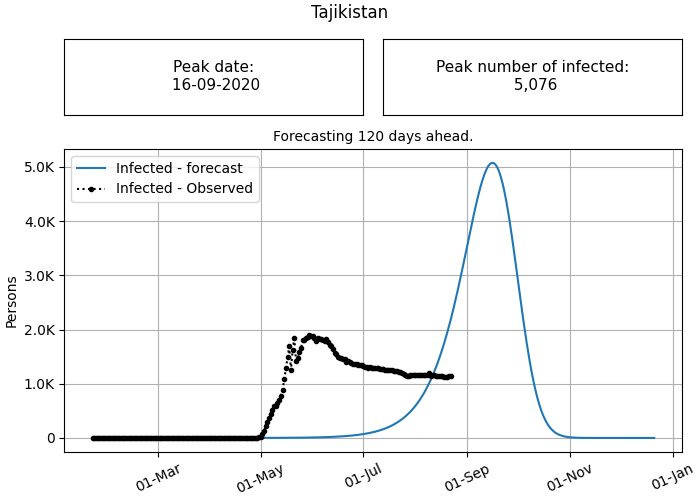 Tajikistan
Peak date:
16-09-2020
Peak number of infected:
5,076
Forecasting 120 days ahead.
Infected - forecast
Infected - Observed
Persons
5.0K
4.0K
3.0K
2.0K
1.0K
0
01-Mar
01-May
01-Jul
01-Sep
01-Nov
01-Jan